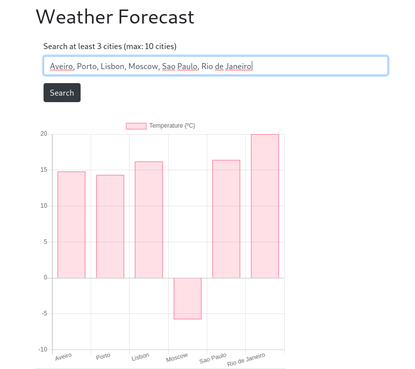 Weather Forecast
Search at least 3 cities (max: 10 cities)
Aveiro, Porto, Lisbon, Moscow, Sao Paulo, Rio de Janeiro
Search
Temperature (ºC)
20
15
10
5
0
-5
-10
Aveiro
Porto
Lisbon
Moscow
Sao Paulo
Rio de Janeiro